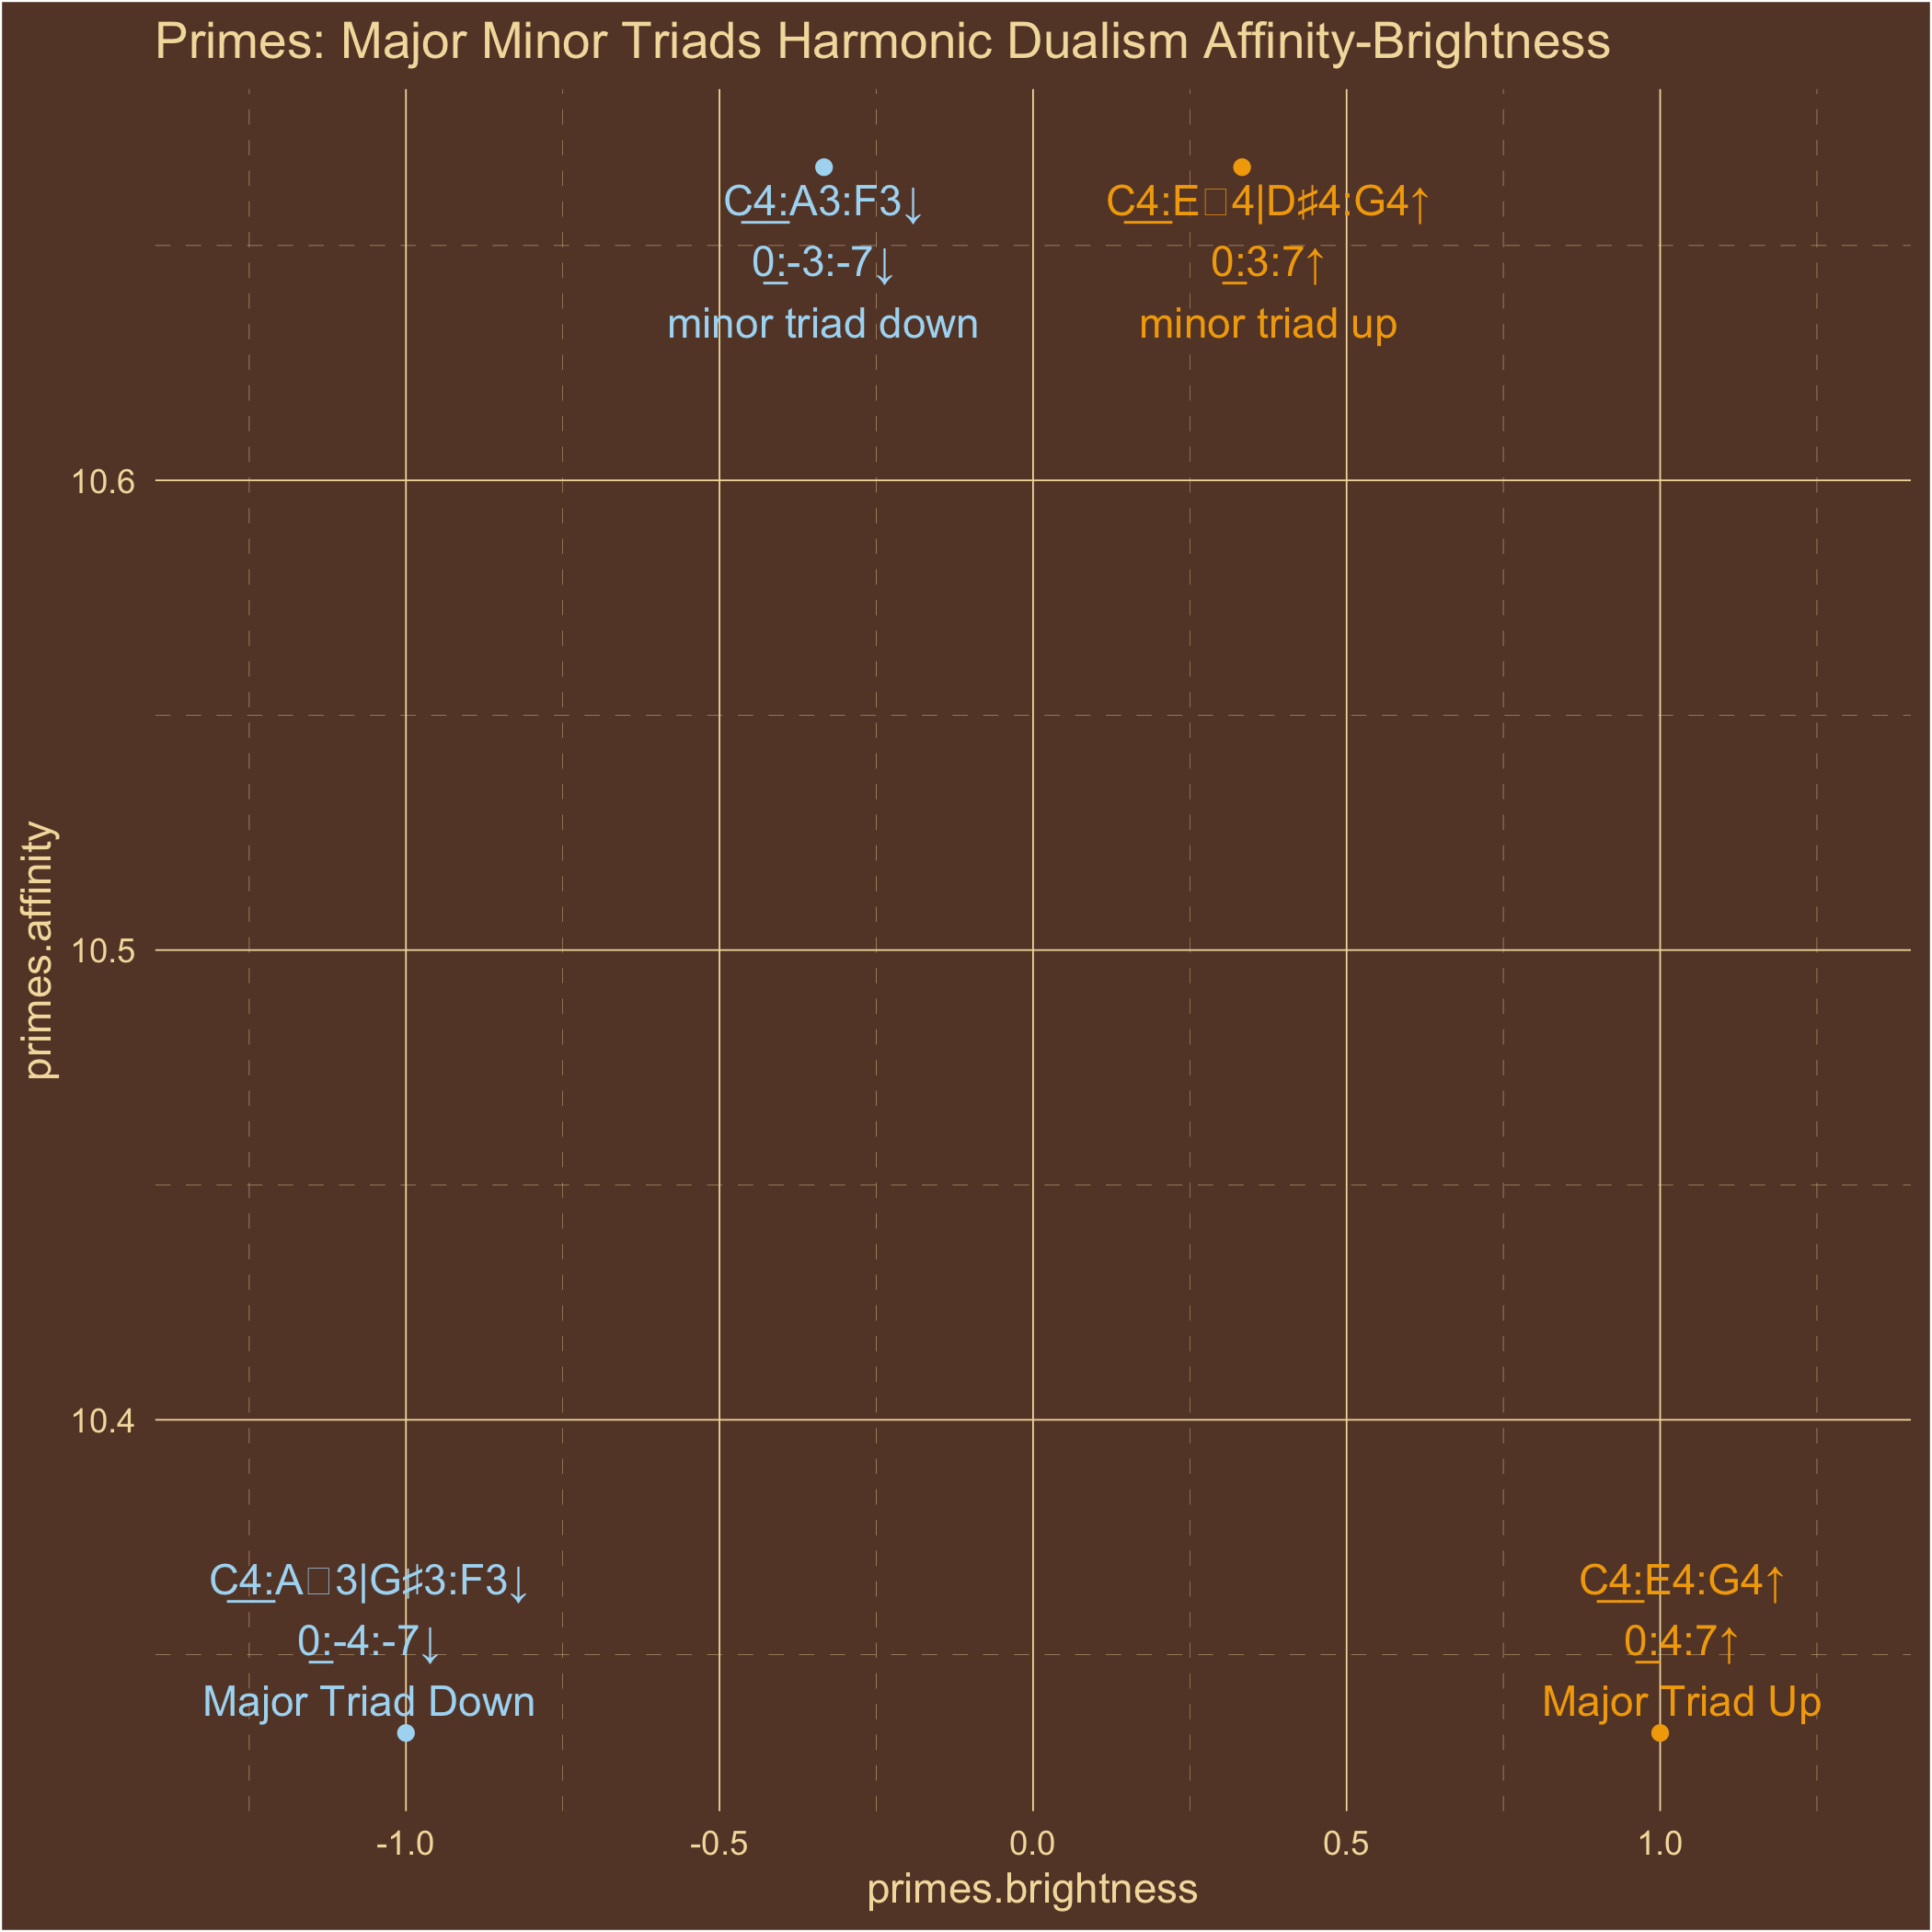 Primes: Major Minor Triads Harmonic Dualism Affinity-Brightness
C4:A3:F3↓
0:-3:-7↓
minor triad down
C4:E□4|D♯4:G4↑
0:3:7↑
minor triad up
10.6
10.5
10.4
primes.affinity
C4:A□3|G♯3:F3↓
0:-4:-7↓
Major Triad Down
C4:E4:G4↑
0:4:7↑
Major Triad Up
-1.0
-0.5
0.0
0.5
1.0
primes.brightness